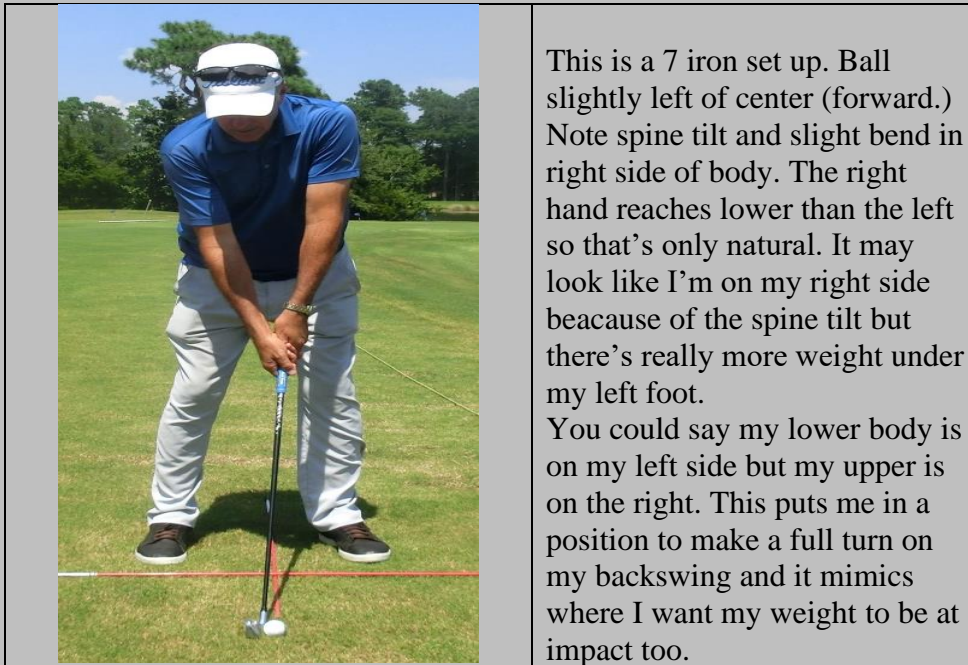 This is a 7 iron set up. Ball
slightly left of center (forward.)
Note spine tilt and slight bend in
right side of body. The right
hand reaches lower than the left
so that’s only natural. It may
look like I’m on my right side
beacause of the spine tilt but
there’s really more weight under
my left foot.
You could say my lower body is
on my left side but my upper is
on the right. This puts me in a
position to make a full turn on
my backswing and it mimics
where I want my weight to be at
impact too.